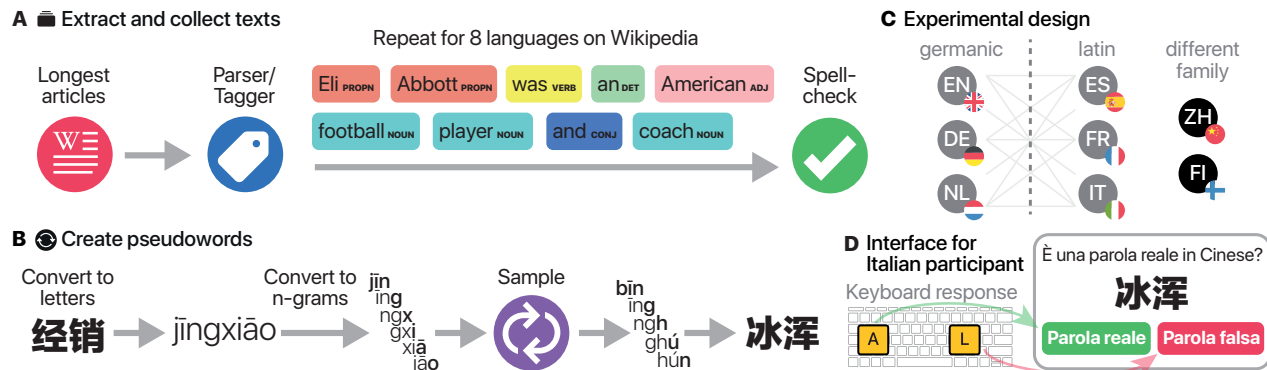 A Extract and collect texts
Repeat for 8 languages on Wikipedia
Longest
articles
W
Parser/
Tagger
Eli PROPN Abbott PROPN was VERB an DET American ADJ
football NOUN player NOUN and CONJ coach NOUN
Spell-
check
B Create pseudowords
Convert to
letters
经销
jīngxiāo
Convert to
n-grams
jīn
īng
ngx
gxi
xiā
iāo
Sample
bīn
īng
ngh
ghú
hún
冰浑
C Experimental design
germanic
latin
different
family
EN
DE
NL
ES
FR
IT
ZH
FI
D Interface for
Italian participant
Keyboard response
A
L
È una parola reale in Cinese?
冰浑
Parola reale
Parola falsa